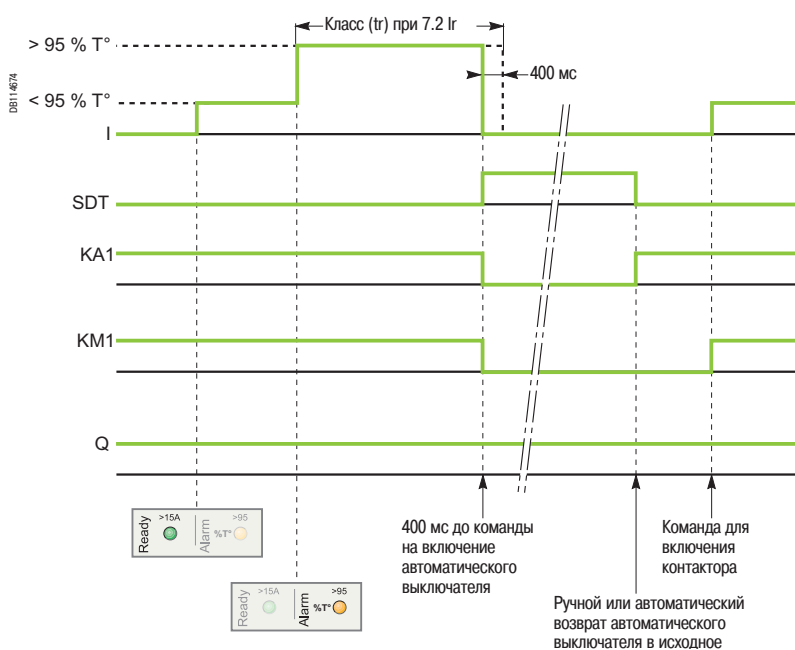 Класс (tr) при 7.2 Ir
> 95 % T°
400 мс
DB114674
< 95 % T°
I
SDT
KA1
KM1
Q
Ready
>15A
Alarm
>95
%T°
400 мс до команды
на включение
автоматического
выключателя
Команда для
включения
контактора
Ready
>15A
Alarm
>95
%T°
Ручной или автоматический
возврат автоматического
выключателя в исходное